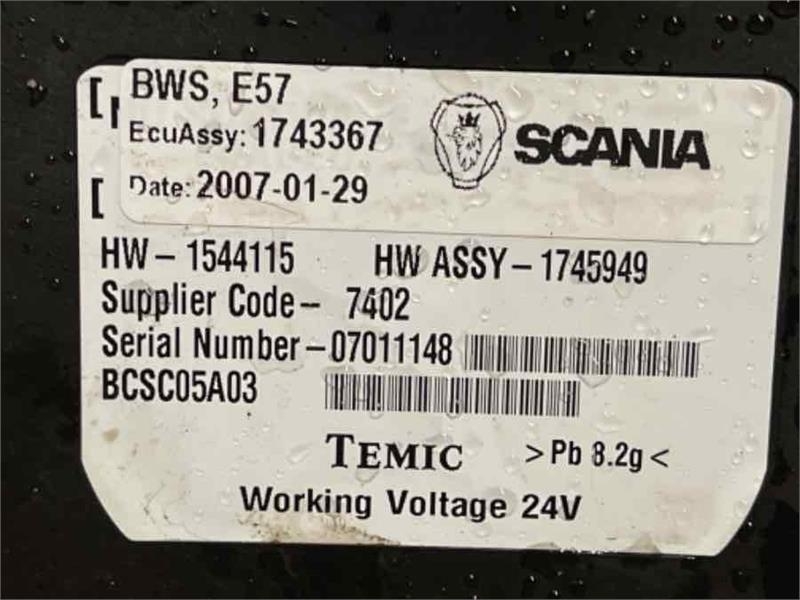 BWS, E57
EcuAssy: 1743367
SCANIA
Date: 2007-01-29
HW-1544115 HW ASSY-1745949
Supplier Code- 7402
Serial Number-07011148
BCSC05A03
TEMIC >Pb 8.2g<
Working Voltage 24V